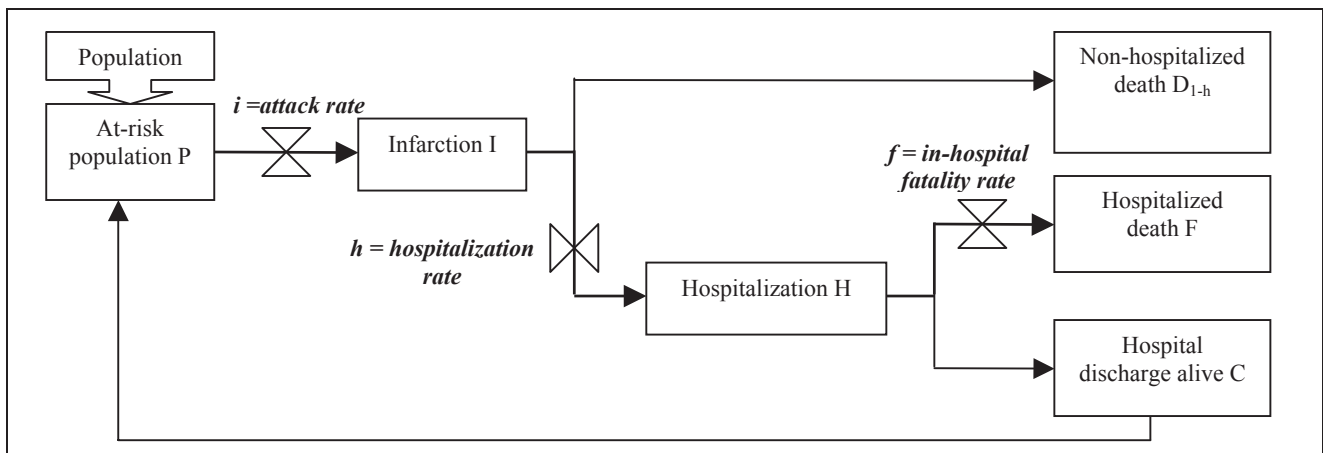 Population
At-risk
population P
i =attack rate
Infarction I
h = hospitalization
rate
Hospitalization H
f = in-hospital
fatality rate
Non-hospitalized
death D₁₋ₕ
Hospitalized
death F
Hospital
discharge alive C